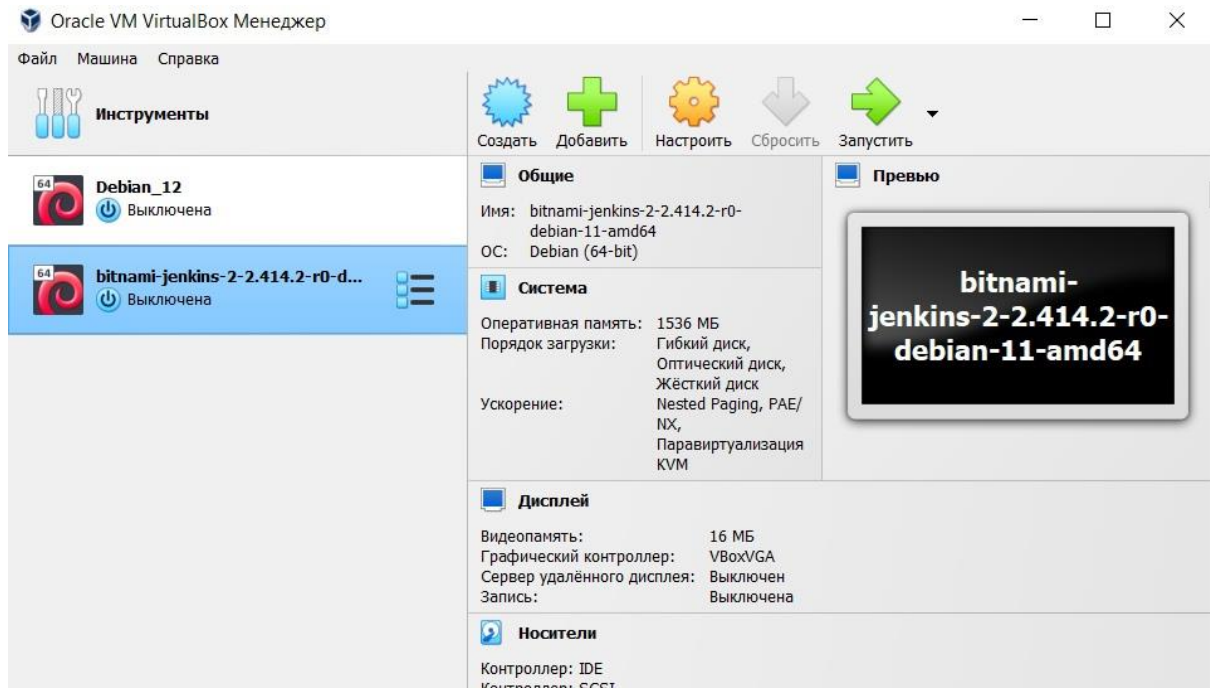 Oracle VM VirtualBox Менеджер
Файл Машина Справка
Инструменты
64
Debian_12
Выключена
64
bitnami-jenkins-2-2.414.2-r0-d...
Выключена
Создать Добавить Настроить Сбросить Запустить
Общие
Имя: bitnami-jenkins-2-2.414.2-r0-
debian-11-amd64
ОС: Debian (64-bit)
Система
Оперативная память: 1536 МБ
Порядок загрузки: Гибкий диск,
Оптический диск,
Жёсткий диск
Ускорение: Nested Paging, PAE/
NX,
Паравиртуализация
KVM
Превью
bitnami-
jenkins-2-2.414.2-r0-
debian-11-amd64
Дисплей
Видеопамять: 16 МБ
Графический контроллер: VBoxVGA
Сервер удалённого дисплея: Выключен
Запись: Выключена
Носители
Контроллер: IDE
Контроллер: SCSI